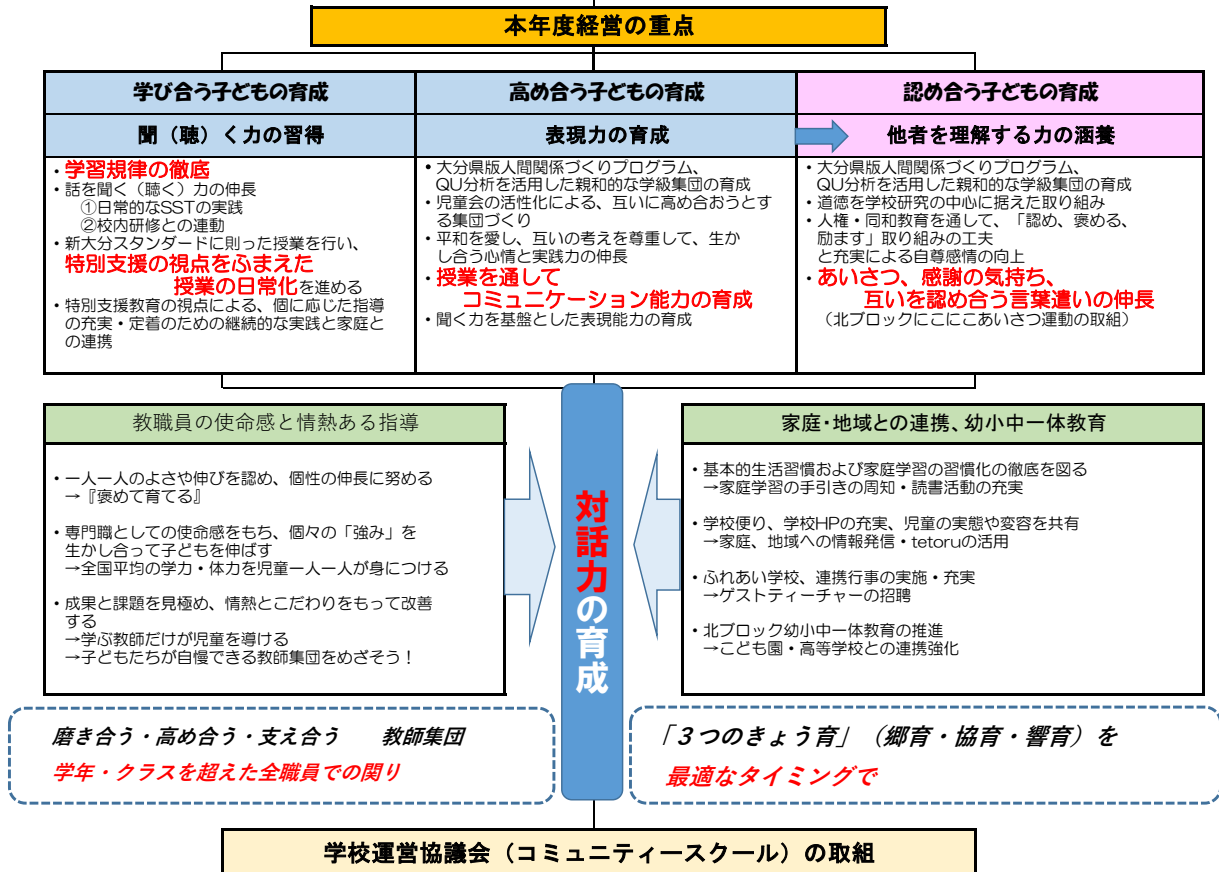 本年度経営の重点
学び合う子どもの育成
聞（聴）く力の習得
・学習規律の徹底
・話を聞く（聴く）力の伸長
①日常的なSSTの実践
②校内研修との連動
・新大分スタンダードに則った授業を行い、
特別支援の視点をふまえた
授業の日常化を進める
・特別支援教育の視点による、個に応じた指導
の充実・定着のための継続的な実践と家庭と
の連携
高め合う子どもの育成
表現力の育成
・大分県版人間関係づくりプログラム、
QU分析を活用した親和的な学級集団の育成
・児童会の活性化による、互いに高め合おうとす
る集団づくり
・平和を愛し、互いの考えを尊重して、生か
し合う心情と実践力の伸長
・授業を通して
コミュニケーション能力の育成
・聞く力を基盤とした表現能力の育成
認め合う子どもの育成
他者を理解する力の涵養
・大分県版人間関係づくりプログラム、
QU分析を活用した親和的な学級集団の育成
・道徳を学校研究の中心に据えた取り組み
・人権・同和教育を通して、「認め、褒める、
励ます」取り組みの工夫
と充実による自尊感情の向上
・あいさつ、感謝の気持ち、
互いを認め合う言葉遣いの伸長
（北ブロックにこにこあいさつ運動の取組）
教職員の使命感と情熱ある指導
・一人一人のよさや伸びを認め、個性の伸長に努める
→『褒めて育てる』
・専門職としての使命感をもち、個々の「強み」を
生かし合って子どもを伸ばす
→全国平均の学力・体力を児童一人一人が身につける
・成果と課題を見極め、情熱とこだわりをもって改善
する
→学ぶ教師だけが児童を導ける
→子どもたちが自慢できる教師集団をめざそう！
対話力の育成
家庭・地域との連携、幼小中一体教育
・基本的生活習慣および家庭学習の習慣化の徹底を図る
→家庭学習の手引きの周知・読書活動の充実
・学校便り、学校HPの充実、児童の実態や変容を共有
→家庭、地域への情報発信・tetoruの活用
・ふれあい学校、連携行事の実施・充実
→ゲストティーチャーの招聘
・北ブロック幼小中一体教育の推進
→こども園・高等学校との連携強化
磨き合う・高め合う・支え合う　教師集団
学年・クラスを超えた全職員での関り
「３つのきょう育」（郷育・協育・響育）を
最適なタイミングで
学校運営協議会（コミュニティースクール）の取組